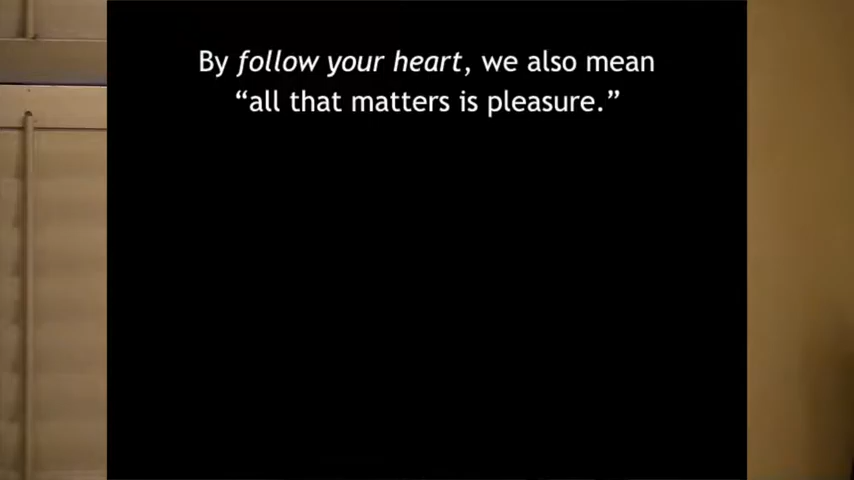 By follow your heart, we also mean
“all that matters is pleasure.”